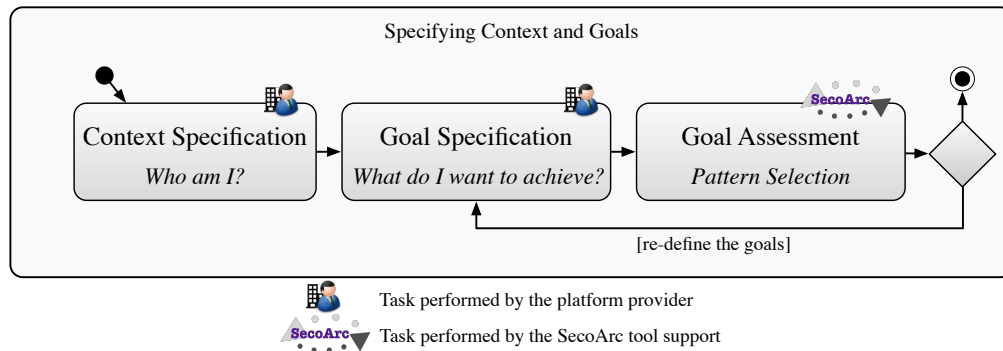 Specifying Context and Goals
SecoArc
Context Specification
Who am I?
Goal Specification
What do I want to achieve?
Goal Assessment
Pattern Selection
[re-define the goals]
Task performed by the platform provider
SecoArc
Task performed by the SecoArc tool support